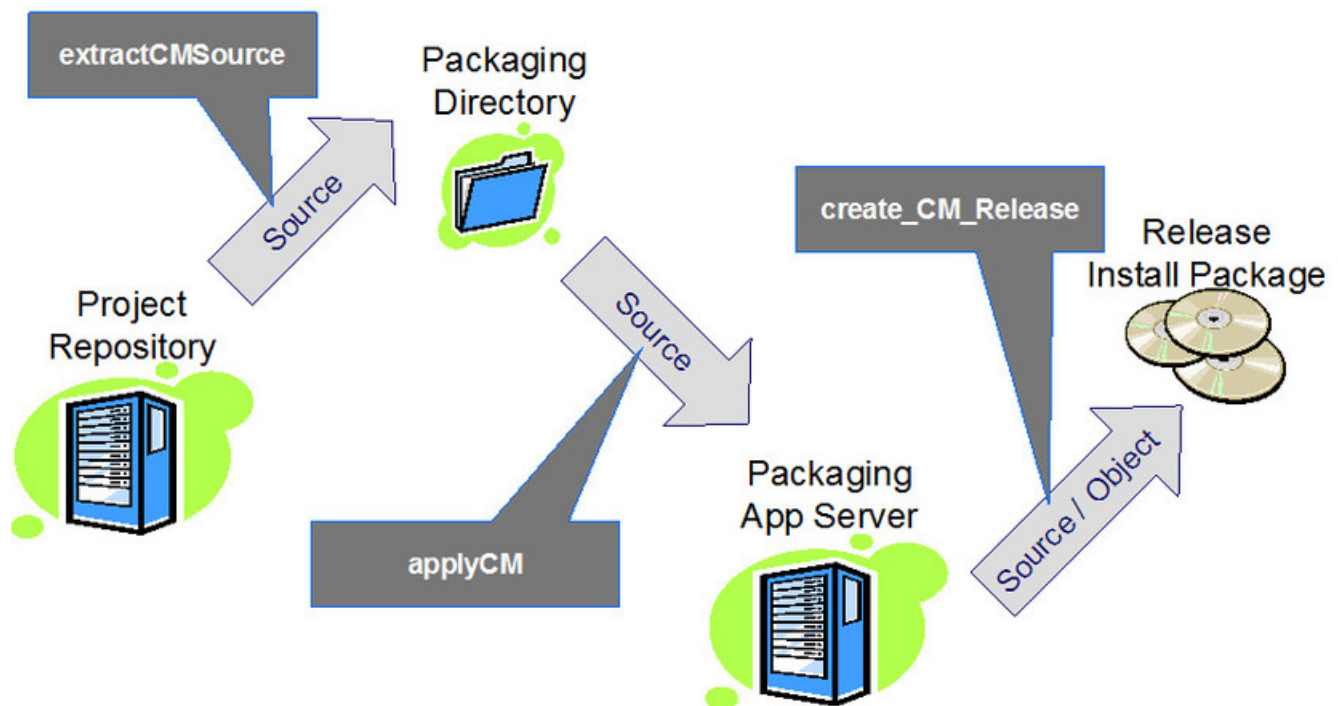 extractCMSource
Packaging
Directory
Source
create_CM_Release
Release
Install Package
Project
Repository
Source
Packaging
App Server
Source / Object
applyCM